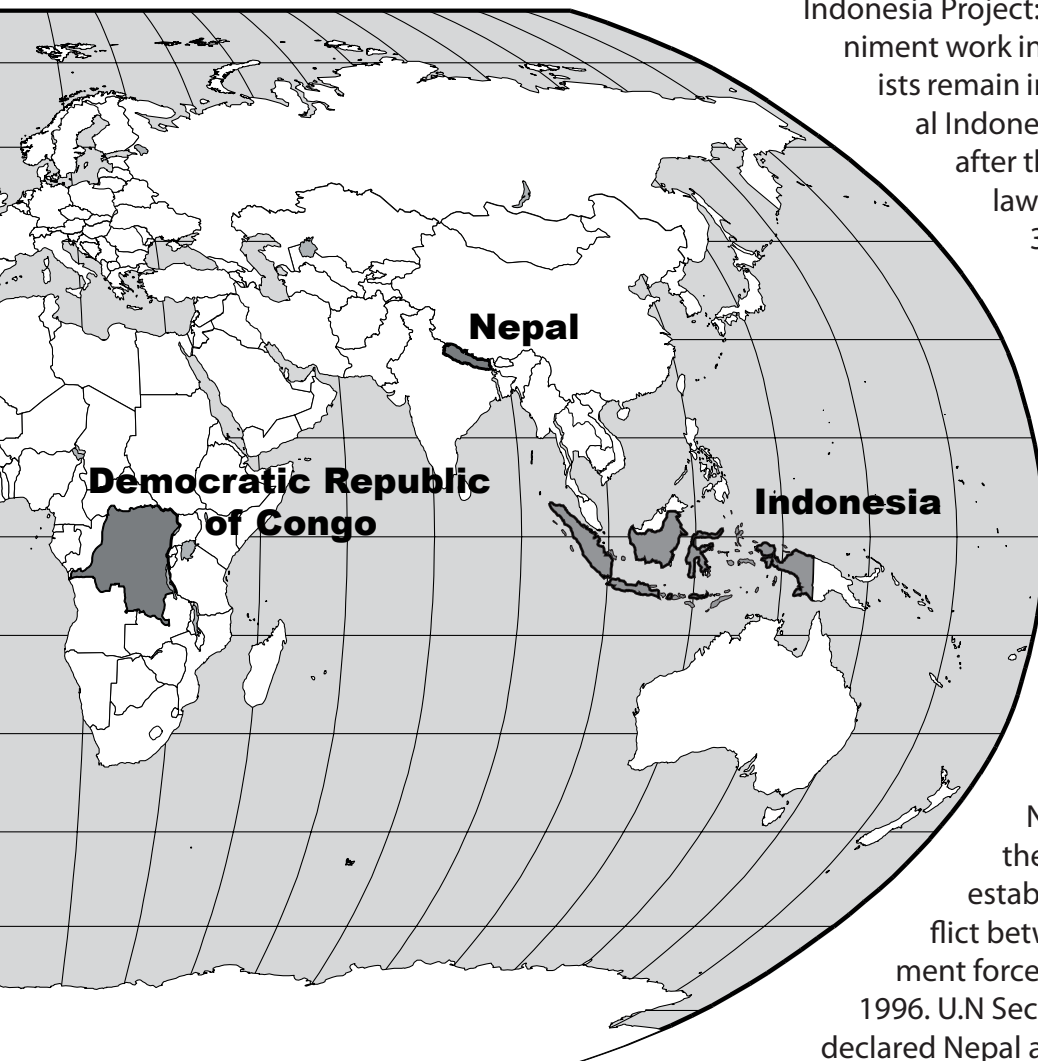 Indonesia Project:
niment work in
ists remain in
al Indone
after th
law
3
Nepal
Democratic Republic
of Congo
Indonesia
N
the
estab
flict betw
ment force
1996. U.N Sec
declared Nepal a